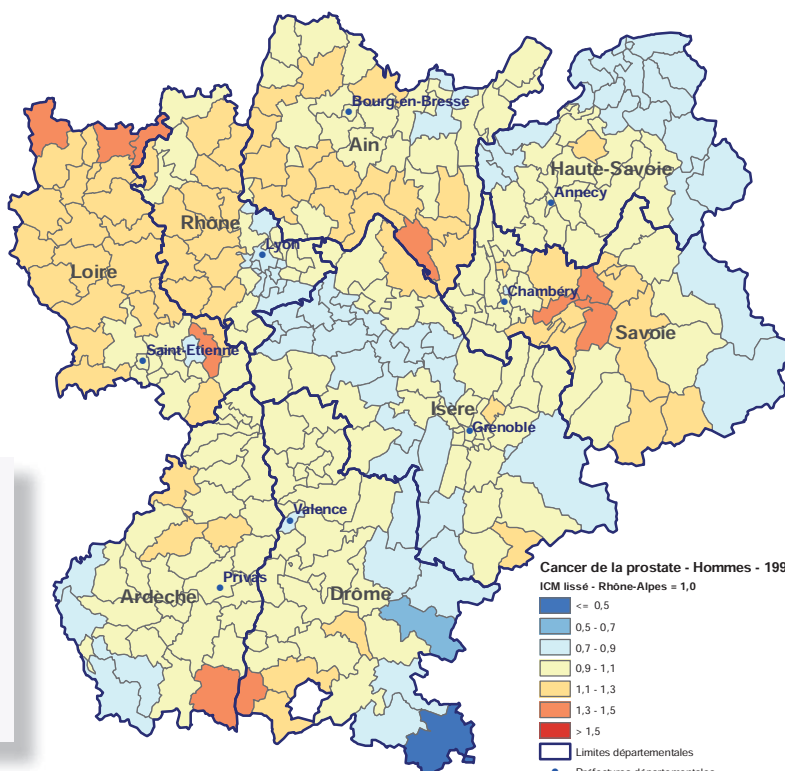 Bourg-en-Bresse
Ain
Haute-Savoie
Annecy
Rhône
Lyon
Loire
Chambéry
Savoie
Saint-Etienne
Isère
Grenoble
Valence
Privas
Ardèche
Drôme
Cancer de la prostate - Hommes - 199
ICM lissé - Rhône-Alpes = 1,0
<= 0,5
0,5 - 0,7
0,7 - 0,9
0,9 - 1,1
1,1 - 1,3
1,3 - 1,5
> 1,5
Limites départementales
Préfectures départementales